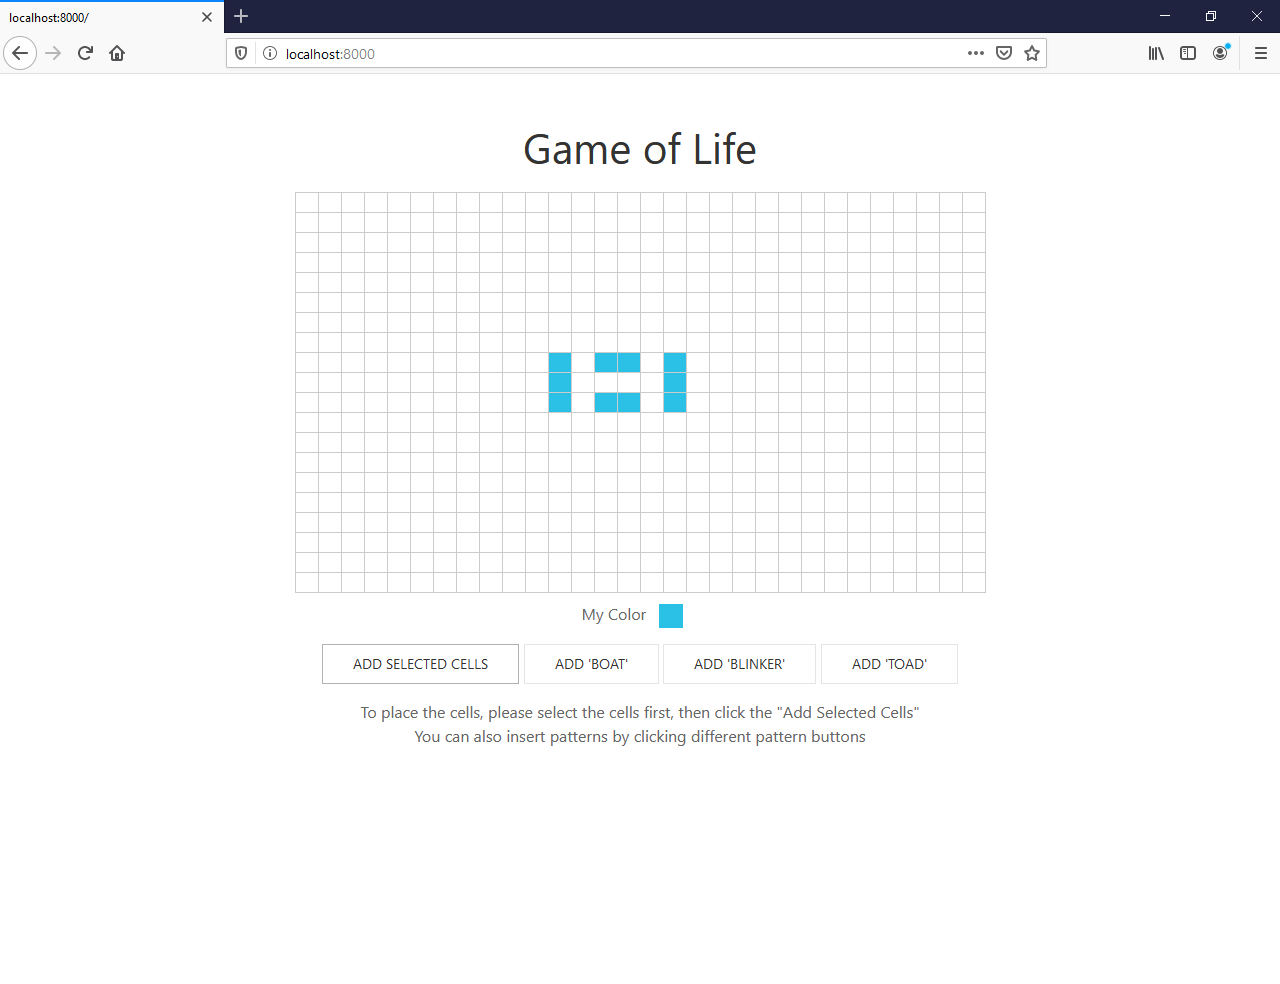 localhost:8000/
localhost:8000
Game of Life
My Color
ADD SELECTED CELLS ADD 'BOAT' ADD 'BLINKER' ADD 'TOAD'
To place the cells, please select the cells first, then click the "Add Selected Cells"
You can also insert patterns by clicking different pattern buttons